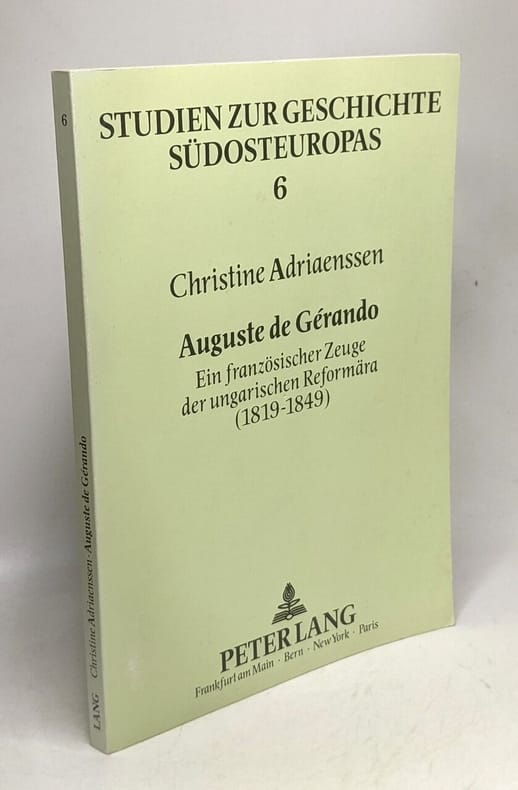 STUDIEN ZUR GESCHICHTE
SÜDOSTEUROPAS
6
Christine Adriaenssen
Auguste de Gérando
Ein französischer Zeuge
der ungarischen Reformära
(1819-1849)
PETER LANG
Frankfurt am Main · Bern · New York · Paris
6
LANG Christine Adriaenssen · Auguste de Gérando